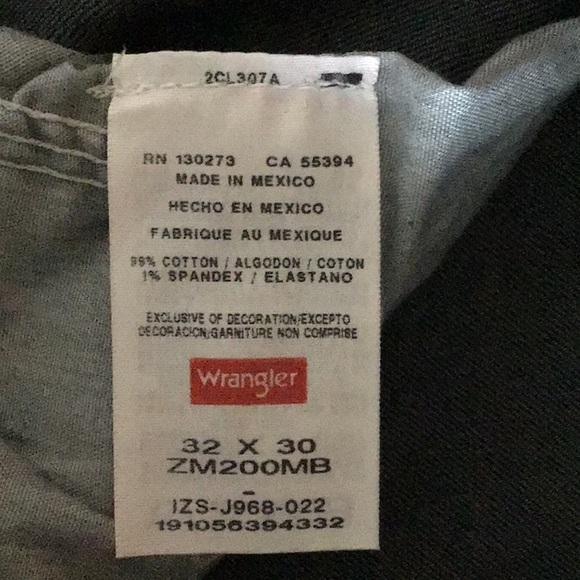 2CL307A
RN 130273 CA 55394
MADE IN MEXICO
HECHO EN MEXICO
FABRIQUE AU MEXIQUE
99% COTTON / ALGODON / COTON
1% SPANDEX / ELASTANO
EXCLUSIVE OF DECORATION/EXCEPTO
DECORACION/GARNITURE NON COMPRISE
Wrangler
32 X 30
ZM200MB
-
IZS-J968-022
191056394332